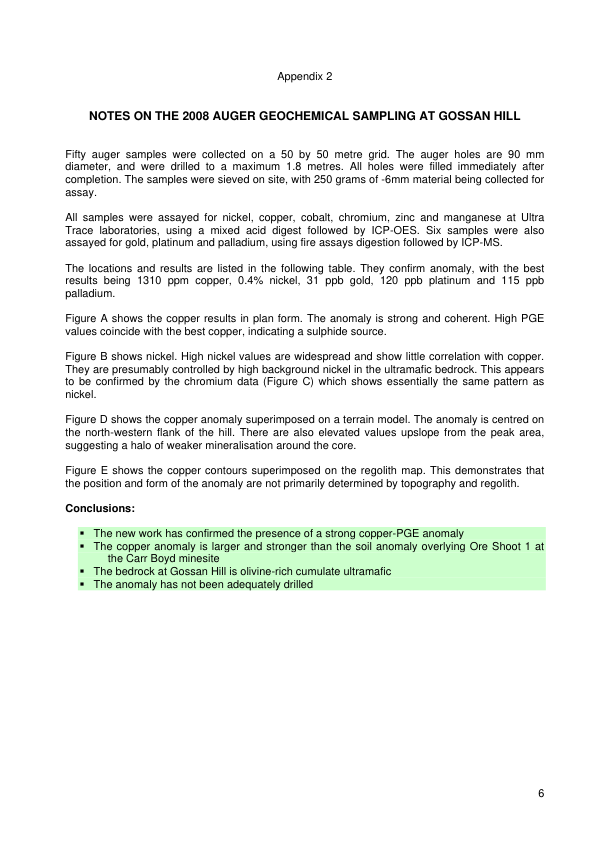 Appendix 2
NOTES ON THE 2008 AUGER GEOCHEMICAL SAMPLING AT GOSSAN HILL
Fifty auger samples were collected on a 50 by 50 metre grid. The auger holes are 90 mm
diameter, and were drilled to a maximum 1.8 metres. All holes were filled immediately after
completion. The samples were sieved on site, with 250 grams of -6mm material being collected for
assay.
All samples were assayed for nickel, copper, cobalt, chromium, zinc and manganese at Ultra
Trace laboratories, using a mixed acid digest followed by ICP-OES. Six samples were also
assayed for gold, platinum and palladium, using fire assays digestion followed by ICP-MS.
The locations and results are listed in the following table. They confirm anomaly, with the best
results being 1310 ppm copper, 0.4% nickel, 31 ppb gold, 120 ppb platinum and 115 ppb
palladium.
Figure A shows the copper results in plan form. The anomaly is strong and coherent. High PGE
values coincide with the best copper, indicating a sulphide source.
Figure B shows nickel. High nickel values are widespread and show little correlation with copper.
They are presumably controlled by high background nickel in the ultramafic bedrock. This appears
to be confirmed by the chromium data (Figure C) which shows essentially the same pattern as
nickel.
Figure D shows the copper anomaly superimposed on a terrain model. The anomaly is centred on
the north-western flank of the hill. There are also elevated values upslope from the peak area,
suggesting a halo of weaker mineralisation around the core.
Figure E shows the copper contours superimposed on the regolith map. This demonstrates that
the position and form of the anomaly are not primarily determined by topography and regolith.
Conclusions:
▪ The new work has confirmed the presence of a strong copper-PGE anomaly
▪ The copper anomaly is larger and stronger than the soil anomaly overlying Ore Shoot 1 at
the Carr Boyd minesite
▪ The bedrock at Gossan Hill is olivine-rich cumulate ultramafic
▪ The anomaly has not been adequately drilled
6